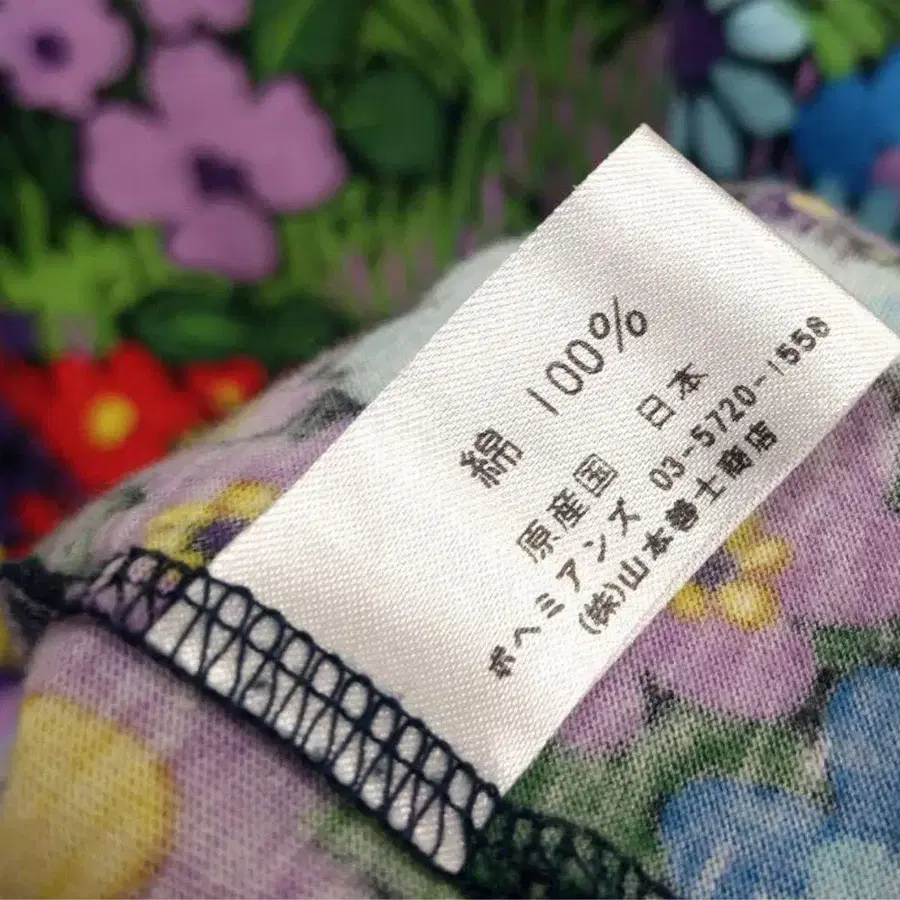 綿 100%
原産国 日本
ボヘミアンズ 03-5720-1558
(株)山本善士商店